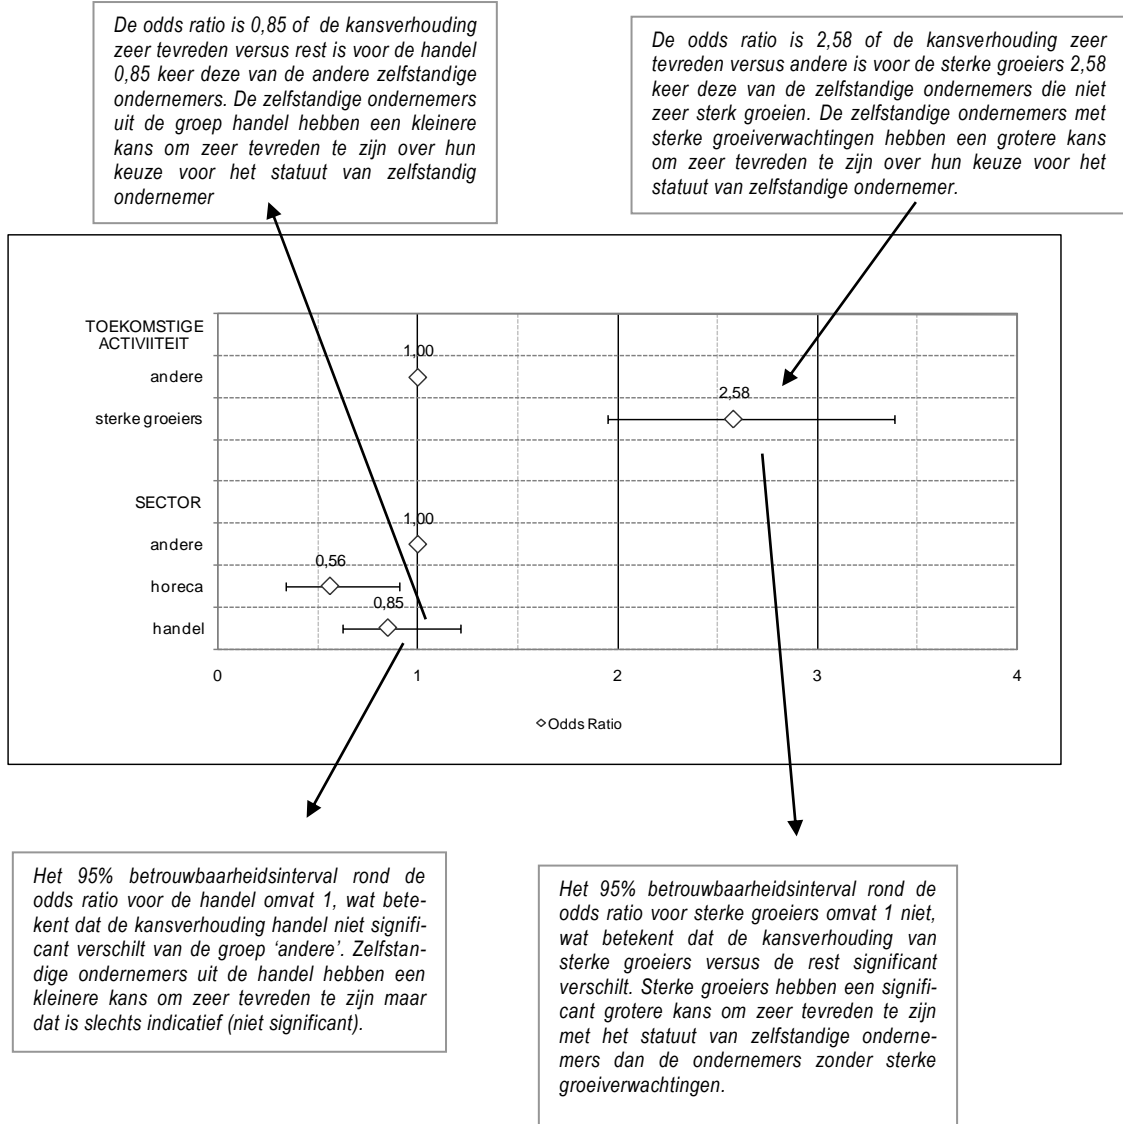 De odds ratio is 0,85 of de kansverhouding
zeer tevreden versus rest is voor de handel
0,85 keer deze van de andere zelfstandige
ondernemers. De zelfstandige ondernemers
uit de groep handel hebben een kleinere
kans om zeer tevreden te zijn over hun
keuze voor het statuut van zelfstandig
ondernemer
De odds ratio is 2,58 of de kansverhouding zeer
tevreden versus andere is voor de sterke groeiers 2,58
keer deze van de zelfstandige ondernemers die niet
zeer sterk groeien. De zelfstandige ondernemers met
sterke groeiverwachtingen hebben een grotere kans
om zeer tevreden te zijn over hun keuze voor het
statuut van zelfstandige ondernemer.
TOEKOMSTIGE
ACTIVIITEIT
1,00
andere
2,58
sterke groeiers
SECTOR
1,00
andere
0,56
horeca
0,85
handel
0 1 2 3 4
Odds Ratio
Het 95% betrouwbaarheidsinterval rond de
odds ratio voor de handel omvat 1, wat bete-
kent dat de kansverhouding handel niet signifi-
cant verschilt van de groep ‘andere’. Zelfstan-
dige ondernemers uit de handel hebben een
kleinere kans om zeer tevreden te zijn maar
dat is slechts indicatief (niet significant).
Het 95% betrouwbaarheidsinterval rond de
odds ratio voor sterke groeiers omvat 1 niet,
wat betekent dat de kansverhouding van
sterke groeiers versus de rest significant
verschilt. Sterke groeiers hebben een signifi-
cant grotere kans om zeer tevreden te zijn
met het statuut van zelfstandige onderne-
mers dan de ondernemers zonder sterke
groeiverwachtingen.